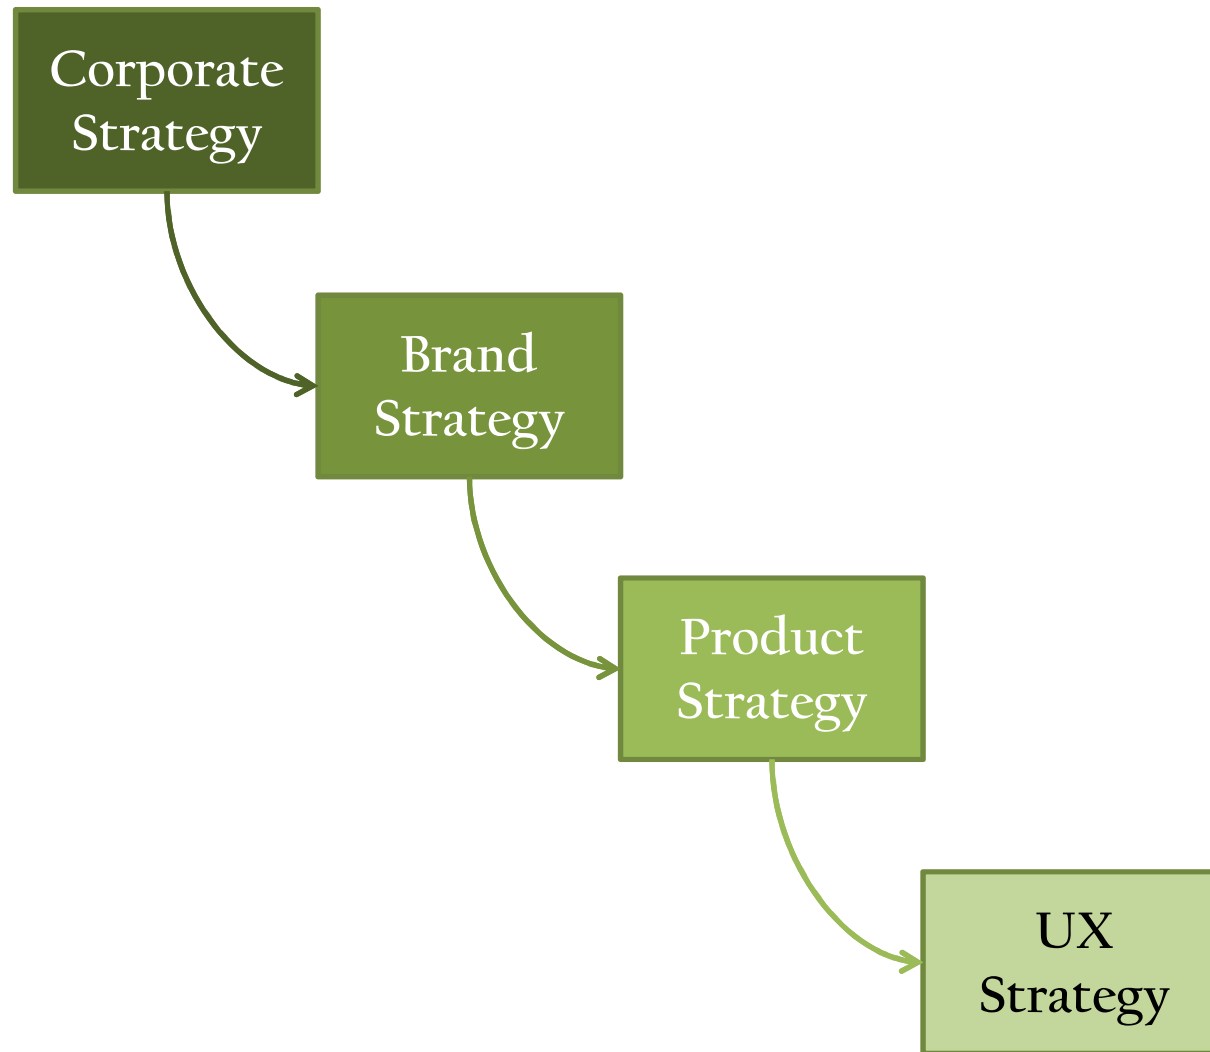 Corporate
Strategy
Brand
Strategy
Product
Strategy
UX
Strategy